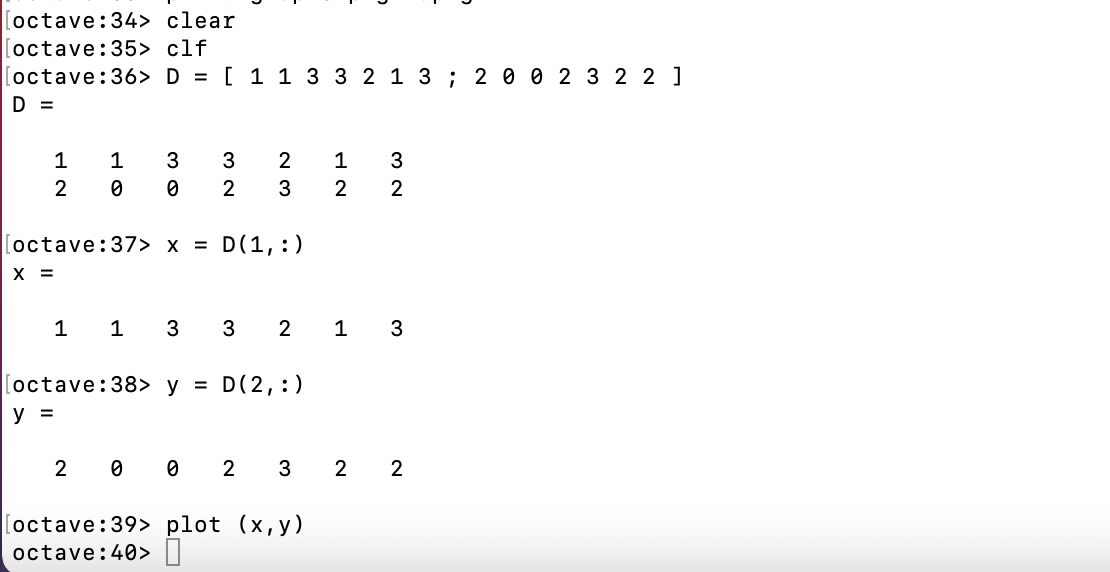 [octave:34> clear
[octave:35> clf
[octave:36> D = [ 1 1 3 3 2 1 3 ; 2 0 0 2 3 2 2 ]
D =
1 1 3 3 2 1 3
2 0 0 2 3 2 2
[octave:37> x = D(1,:)
x =
1 1 3 3 2 1 3
[octave:38> y = D(2,:)
y =
2 0 0 2 3 2 2
[octave:39> plot (x,y)
octave:40>